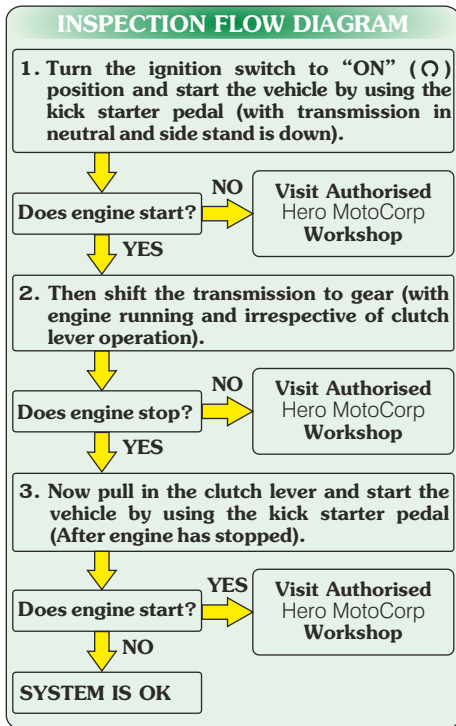 INSPECTION FLOW DIAGRAM
1. Turn the ignition switch to “ON” ( )
position and start the vehicle by using the
kick starter pedal (with transmission in
neutral and side stand is down).
Does engine start?
NO
Visit Authorised
Hero MotoCorp
Workshop
YES
2. Then shift the transmission to gear (with
engine running and irrespective of clutch
lever operation).
Does engine stop?
NO
Visit Authorised
Hero MotoCorp
Workshop
YES
3. Now pull in the clutch lever and start the
vehicle by using the kick starter pedal
(After engine has stopped).
Does engine start?
YES
Visit Authorised
Hero MotoCorp
Workshop
NO
SYSTEM IS OK